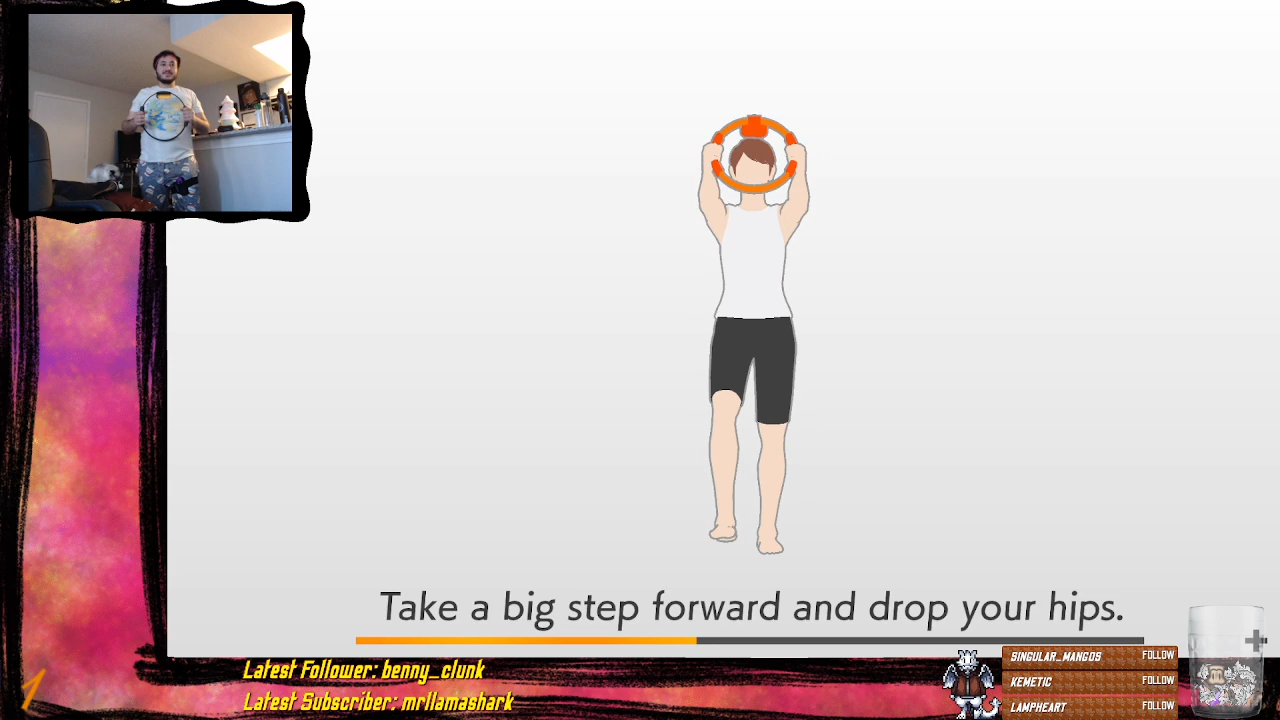 Take a big step forward and drop your hips.
Latest Follower: benny_clunk
Latest Subscriber: mrllamashark
SINGULAR_MANGOS FOLLOW
KEMETIC FOLLOW
LAMPHEART FOLLOW